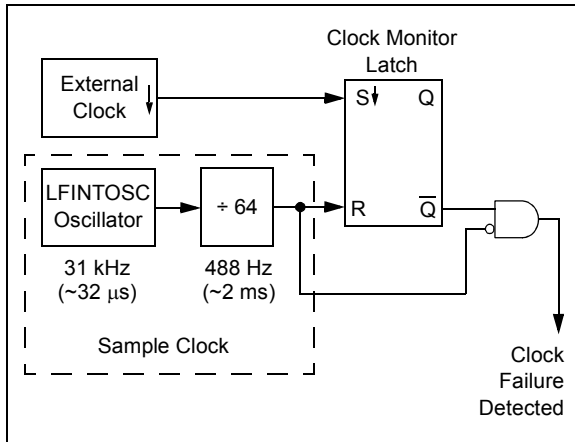 Clock Monitor
Latch
External
Clock
S
Q
LFINTOSC
Oscillator
÷ 64
R
Q̅
31 kHz
(~32 μs)
488 Hz
(~2 ms)
Sample Clock
Clock
Failure
Detected